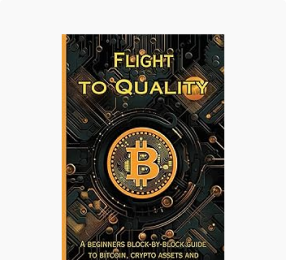 FLIGHT
TO QUALITY
A BEGINNERS BLOCK-BY-BLOCK GUIDE
TO BITCOIN, CRYPTO ASSETS AND